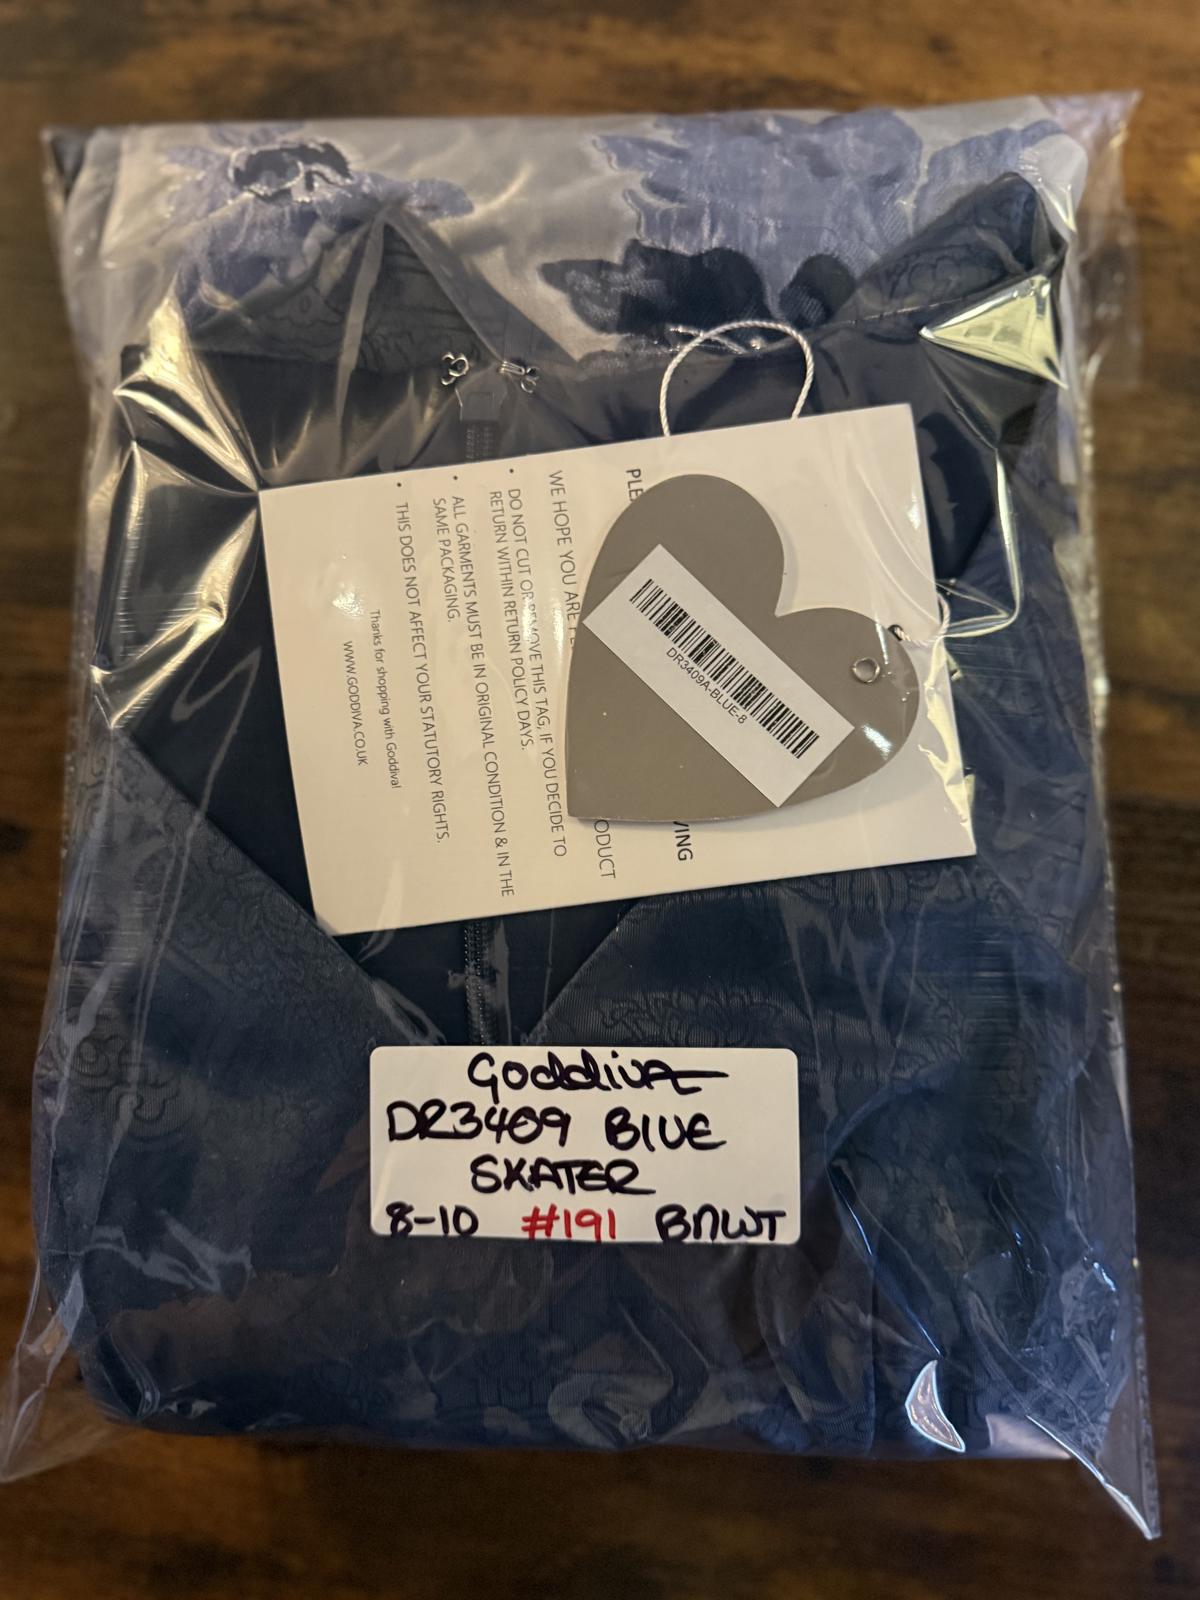 PLE
WE HOPE YOU ARE
ODUCT
VING
• DO NOT CUT OR REMOVE THIS TAG, IF YOU DECIDE TO
RETURN WITHIN RETURN POLICY DAYS.
• ALL GARMENTS MUST BE IN ORIGINAL CONDITION & IN THE
SAME PACKAGING.
• THIS DOES NOT AFFECT YOUR STATUTORY RIGHTS.
Thanks for shopping with Goddiva!
WWW.GODDIVA.CO.UK
DR3409A-BLUE-8
Goddiva
DR3409 BLUE
SKATER
8-10 #191 BNWT